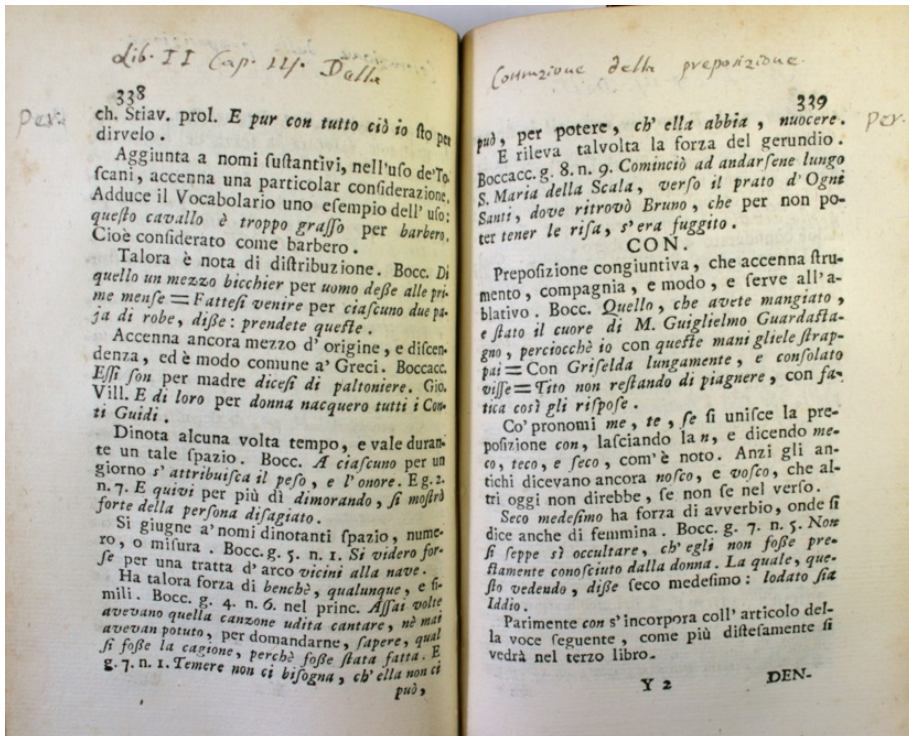 Lib. II Cap. III. Dalla
338
Per.
ch. Stiav. prol. E pur con tutto ciò io ſto per
dirvelo.
Aggiunta a nomi ſuſtantivi, nell'uſo de'To-
ſcani, accenna una particolar conſiderazione.
Adduce il Vocabolario uno eſempio dell' uſo:
queſto cavallo è troppo graſſo per barbero.
Cioè conſiderato come barbero.
Talora è nota di diſtribuzione. Bocc. Di
quello un mezzo bicchier per uomo deße alle pri-
me menſe = Fatteſi venire per ciaſcuno due pa-
ja di robe, diße: prendete queſte.
Accenna ancora mezzo d' origine, e diſcen-
denza, ed è modo comune a' Greci. Boccacc.
Eſſi ſon per madre diceſi di paltoniere. Gio.
Vill. E di loro per donna nacquero tutti i Con-
ti Guidi.
Dinota alcuna volta tempo, e vale duran-
te un tale ſpazio. Bocc. A ciaſcuno per un
giorno s' attribuiſca il peſo, e l' onore. E g. 2.
n. 7. E quivi per più dì dimorando, ſi moſtrò
forte della perſona diſagiato.
Si giugne a' nomi dinotanti ſpazio, nume-
ro, o miſura. Bocc. g. 5. n. 1. Si videro for-
ſe per una tratta d'arco vicini alla nave.
Ha talora forza di benchè, qualunque, e ſi-
mili. Bocc. g. 4. n. 6. nel princ. Aſſai volte
avevano quella canzone udita cantare, nè mai
avevan potuto, per domandarne, ſapere, qual
ſi foße la cagione, perchè foße ſtata fatta. E
g. 7. n. 1. Temere non ci biſogna, ch' ella non ci
può,
Costruzione della preposizione.
339
Per.
può, per potere, ch' ella abbia, nuocere.
E rileva talvolta la forza del gerundio.
Boccacc. g. 8. n. 9. Cominciò ad andarſene lungo
S. Maria della Scala, verſo il prato d' Ogni
Santi, dove ritrovò Bruno, che per non po-
ter tener le riſa, s' era fuggito.
CON.
Prepoſizione congiuntiva, che accenna ſtru-
mento, compagnia, e modo, e ſerve all'a-
blativo. Bocc. Quello, che avete mangiato,
e ſtato il cuore di M. Guiglielmo Guardaſta-
gno, perciocchè io con queſte mani gliele ſtrap-
pai = Con Griſelda lungamente, e conſolato
viſſe = Tito non reſtando di piagnere, con fa-
tica così gli riſpoſe.
Co' pronomi me, te, ſe ſi uniſce la pre-
poſizione con, laſciando la n, e dicendo me-
co, teco, e ſeco, com' è noto. Anzi gli an-
tichi dicevano ancora noſco, e voſco, che al-
tri oggi non direbbe, ſe non ſe nel verſo.
Seco medeſimo ha forza di avverbio, onde ſi
dice anche di femmina. Bocc. g. 7. n. 5. Non
ſi ſeppe sì occultare, ch' egli non foße pre-
ſtamente conoſciuto dalla donna. La quale, que-
ſto vedendo, diße ſeco medeſimo: lodato ſia
Iddio.
Parimente con s' incorpora coll' articolo del-
la voce ſeguente, come più diſteſamente ſi
vedrà nel terzo libro.
Y 2
DEN-